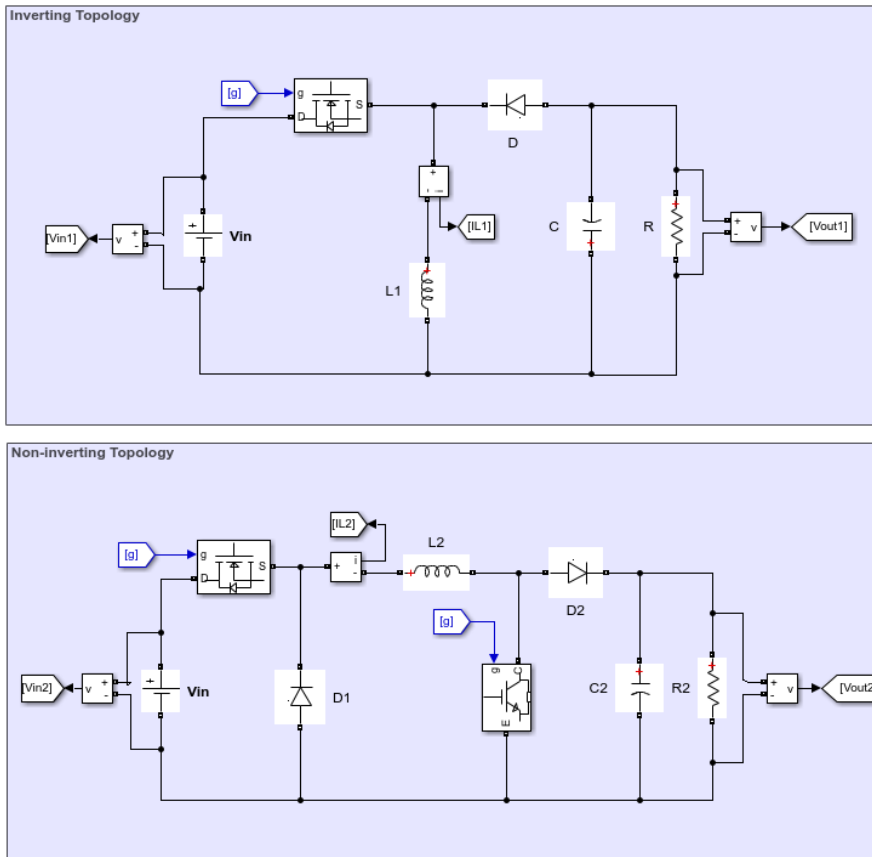 Inverting Topology
[g]
g
S
D
D
+
-
i
[IL1]
[Vin1]
v
+
-
+
Vin
L1
+
C
+
R
+
+
-
v
[Vout1]
Non-inverting Topology
[IL2]
[g]
g
S
D
+
i
-
L2
+
D2
[g]
g
C
E
[Vin2]
v
+
-
+
Vin
D1
C2
+
R2
+
+
-
v
[Vout2